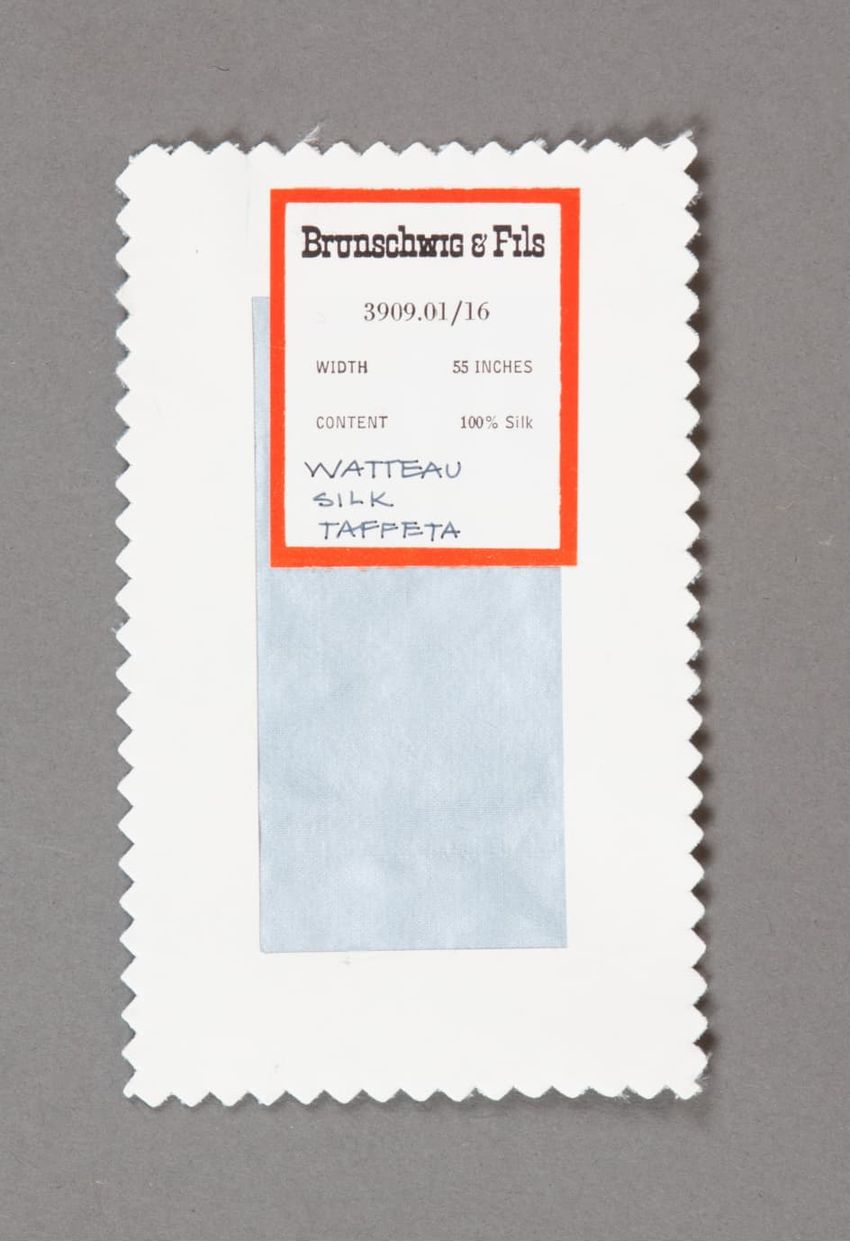 Brunschwig & Fils
3909.01/16
WIDTH 55 INCHES
CONTENT 100% Silk
WATTEAU
SILK
TAFFETA